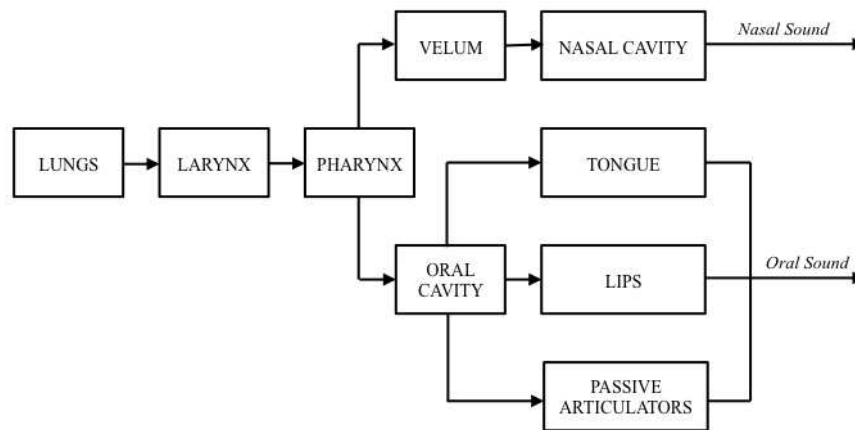 VELUM
NASAL CAVITY
Nasal Sound
LUNGS
LARYNX
PHARYNX
TONGUE
ORAL
CAVITY
LIPS
Oral Sound
PASSIVE
ARTICULATORS